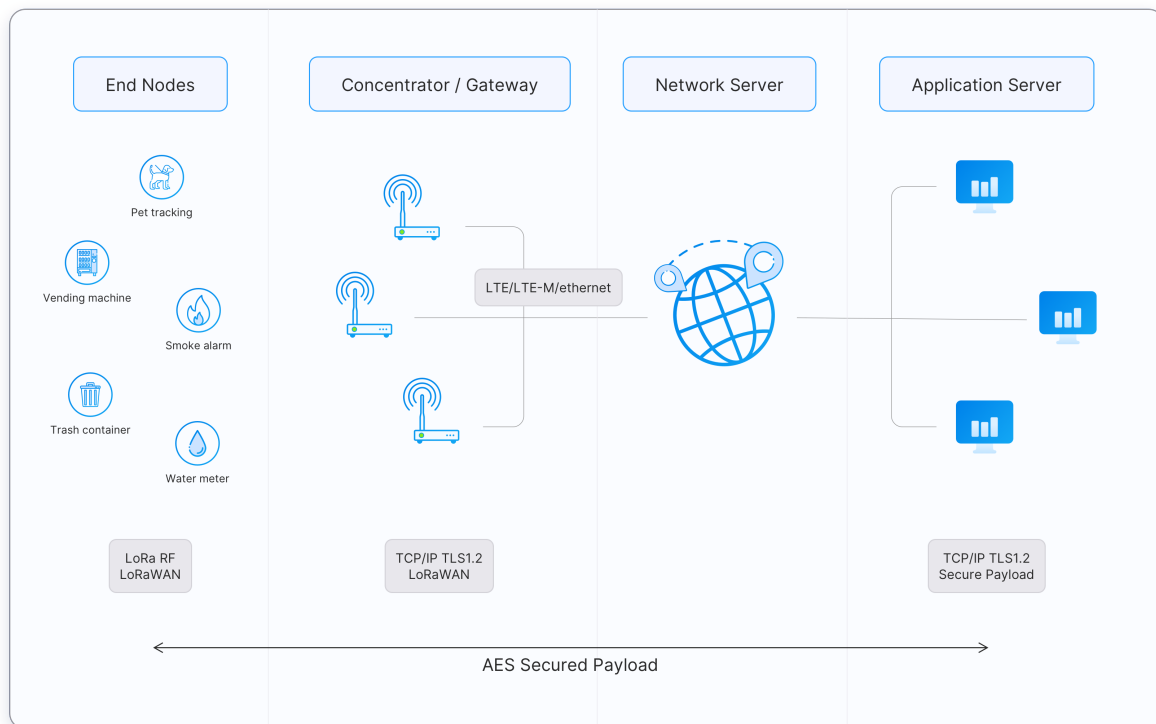 End Nodes
Concentrator / Gateway
Network Server
Application Server
Pet tracking
Vending machine
Smoke alarm
Trash container
Water meter
LTE/LTE-M/ethernet
LoRa RF
LoRaWAN
TCP/IP TLS1.2
LoRaWAN
TCP/IP TLS1.2
Secure Payload
AES Secured Payload